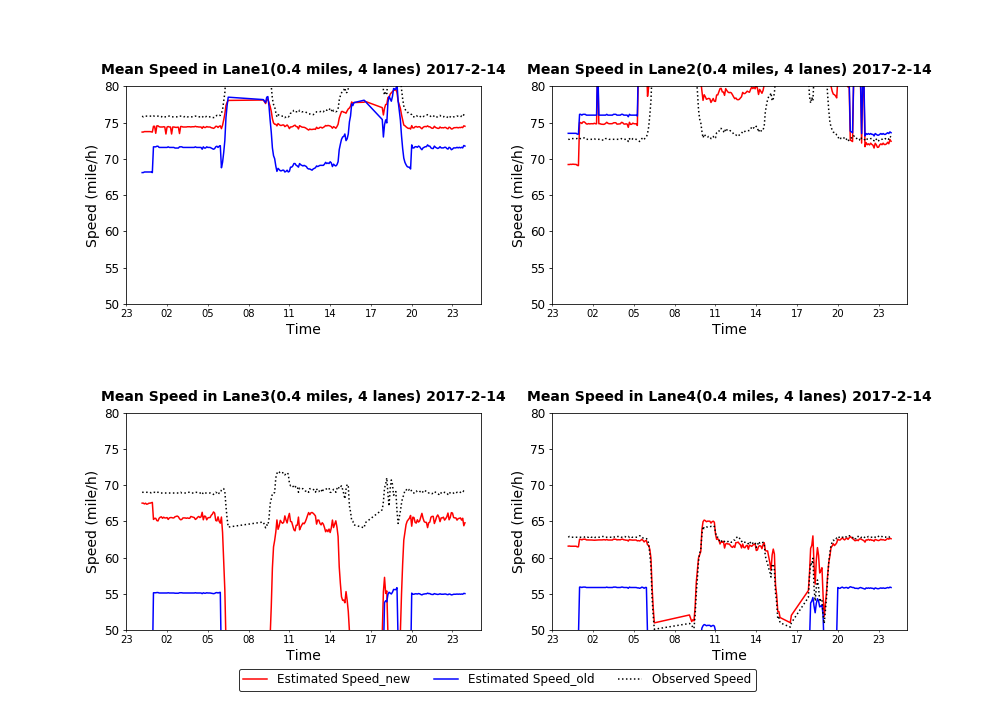 Mean Speed in Lane1(0.4 miles, 4 lanes) 2017-2-14
80
75
70
65
60
55
50
Speed (mile/h)
23 02 05 08 11 14 17 20 23
Time
Mean Speed in Lane2(0.4 miles, 4 lanes) 2017-2-14
80
75
70
65
60
55
50
Speed (mile/h)
23 02 05 08 11 14 17 20 23
Time
Mean Speed in Lane3(0.4 miles, 4 lanes) 2017-2-14
80
75
70
65
60
55
50
Speed (mile/h)
23 02 05 08 11 14 17 20 23
Time
Mean Speed in Lane4(0.4 miles, 4 lanes) 2017-2-14
80
75
70
65
60
55
50
Speed (mile/h)
23 02 05 08 11 14 17 20 23
Time
Estimated Speed_new Estimated Speed_old Observed Speed